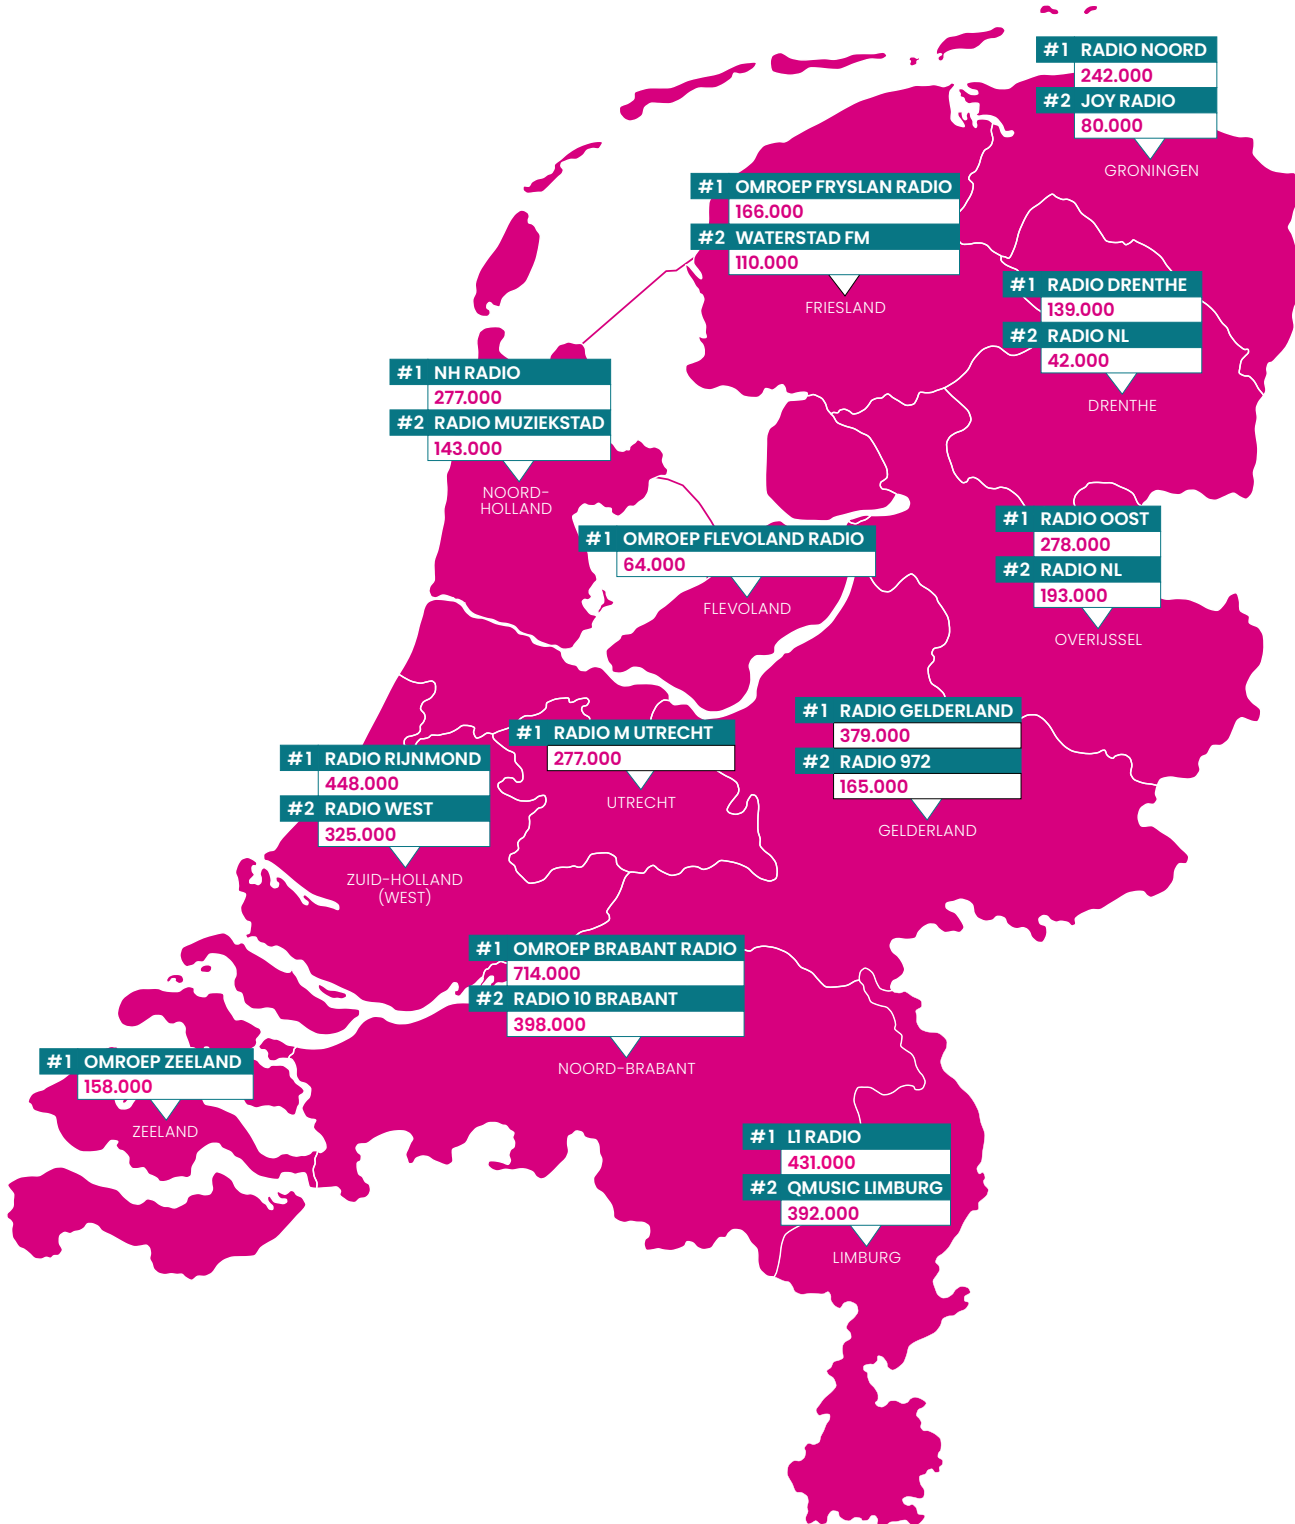 #1 RADIO NOORD
242.000
#2 JOY RADIO
80.000
GRONINGEN
#1 OMROEP FRYSLAN RADIO
166.000
#2 WATERSTAD FM
110.000
FRIESLAND
#1 RADIO DRENTHE
139.000
#2 RADIO NL
42.000
DRENTHE
#1 NH RADIO
277.000
#2 RADIO MUZIEKSTAD
143.000
NOORD-
HOLLAND
#1 OMROEP FLEVOLAND RADIO
64.000
FLEVOLAND
#1 RADIO OOST
278.000
#2 RADIO NL
193.000
OVERIJSSEL
#1 RADIO RIJNMOND
448.000
#2 RADIO WEST
325.000
ZUID-HOLLAND
(WEST)
#1 RADIO M UTRECHT
277.000
UTRECHT
#1 RADIO GELDERLAND
379.000
#2 RADIO 972
165.000
GELDERLAND
#1 OMROEP BRABANT RADIO
714.000
#2 RADIO 10 BRABANT
398.000
NOORD-BRABANT
#1 OMROEP ZEELAND
158.000
ZEELAND
#1 L1 RADIO
431.000
#2 QMUSIC LIMBURG
392.000
LIMBURG